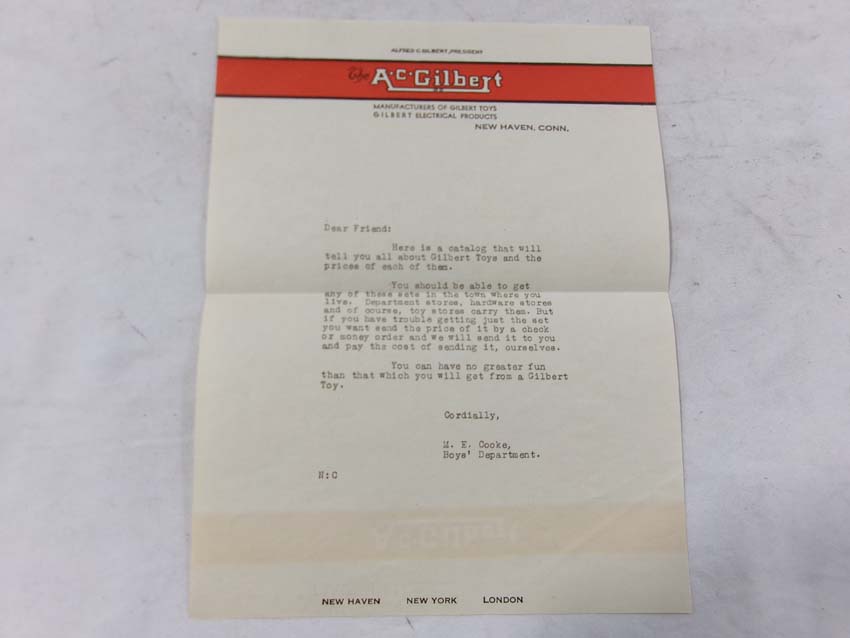 ALFRED C. GILBERT, PRESIDENT
The A·C·Gilbert
MANUFACTURERS OF GILBERT TOYS
GILBERT ELECTRICAL PRODUCTS
NEW HAVEN, CONN.
Dear Friend:
Here is a catalog that will
tell you all about Gilbert Toys and the
prices of each of them.
You should be able to get
any of these sets in the town where you
live. Department stores, hardware stores
and of course, toy stores carry them. But
if you have trouble getting just the set
you want send the price of it by a check
or money order and we will send it to you
and pay the cost of sending it, ourselves.
You can have no greater fun
than that which you will get from a Gilbert
Toy.
Cordially,
M. E. Cooke,
Boys' Department.
N:C
NEW HAVEN NEW YORK LONDON